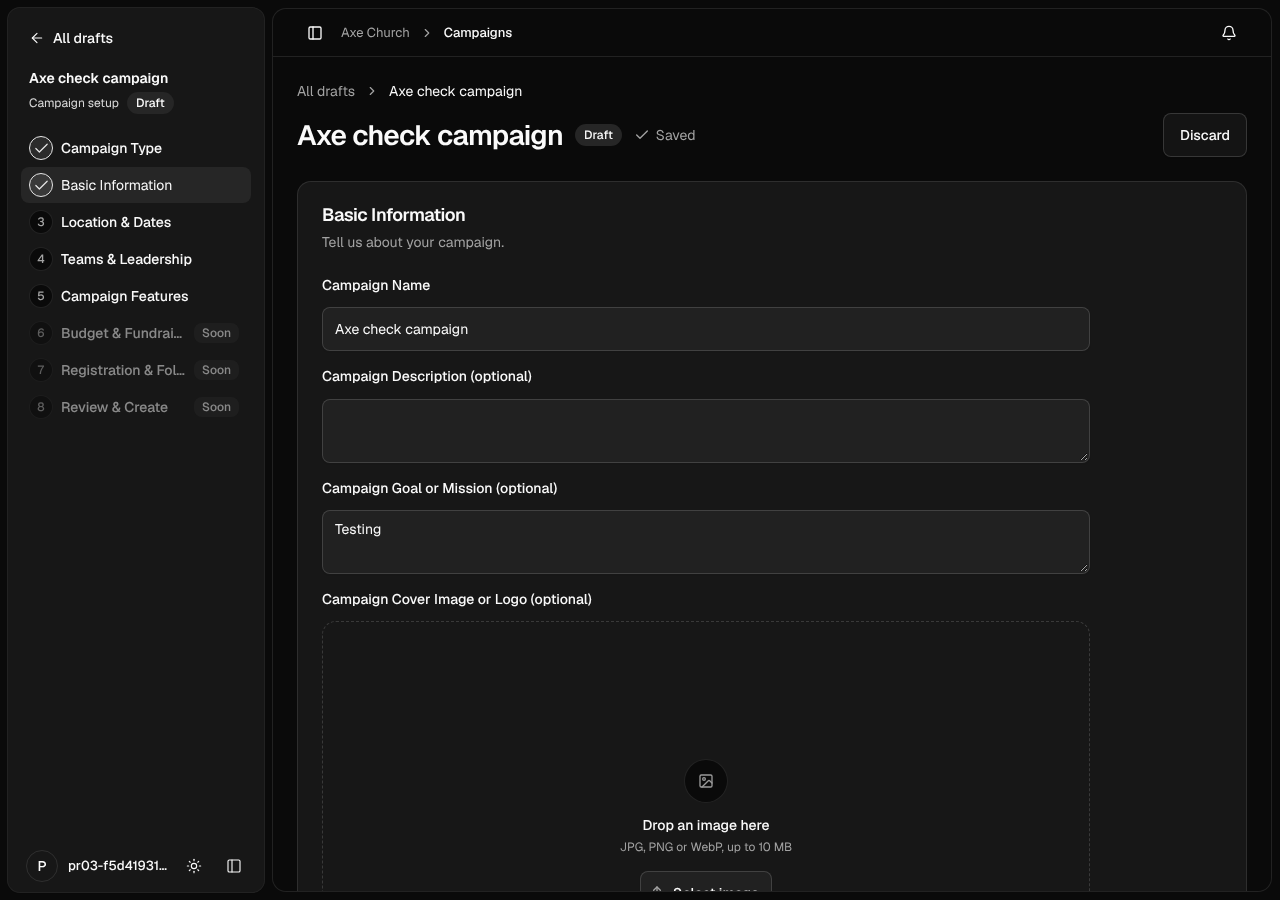 All drafts
Axe check campaign
Campaign setup Draft
Campaign Type
Basic Information
3 Location & Dates
4 Teams & Leadership
5 Campaign Features
6 Budget & Fundrai... Soon
7 Registration & Fol... Soon
8 Review & Create Soon
P pr03-f5d41931...
Axe Church > Campaigns
All drafts > Axe check campaign
Axe check campaign Draft Saved
Discard
Basic Information
Tell us about your campaign.
Campaign Name
Axe check campaign
Campaign Description (optional)
Campaign Goal or Mission (optional)
Testing
Campaign Cover Image or Logo (optional)
Drop an image here
JPG, PNG or WebP, up to 10 MB
Select image